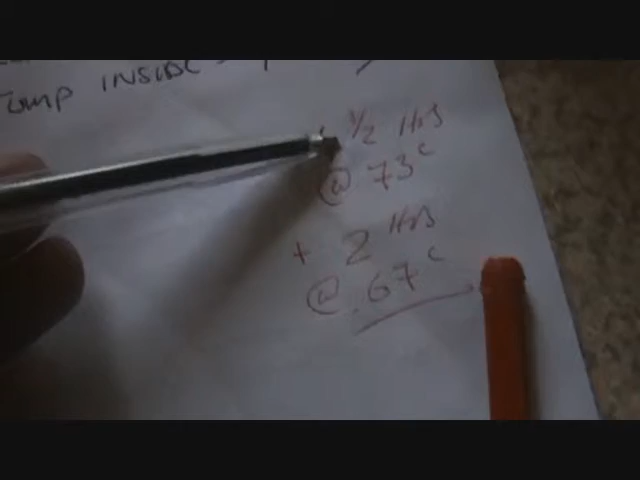 Temp INSIDE
1/2 Hrs
@ 73 c
+ 2 Hrs
@ 67 c